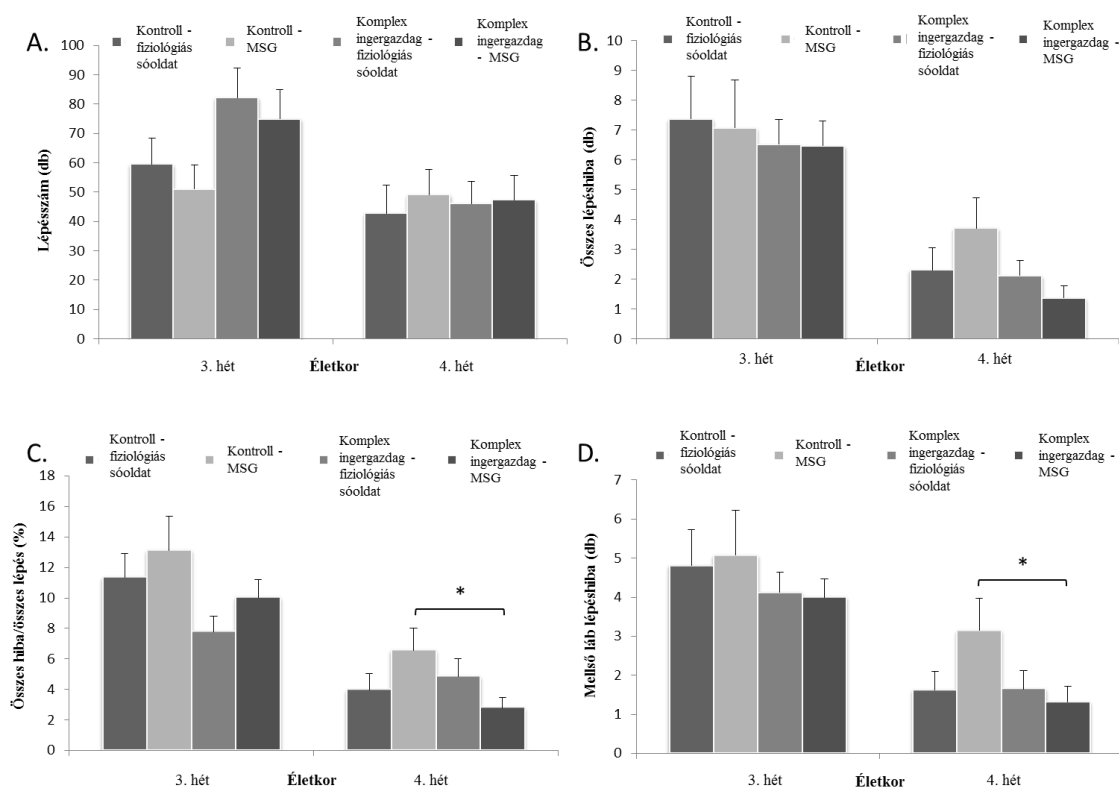 A.
Kontroll -
fiziológiás
sóoldat
Kontroll -
MSG
Komplex
ingergazdag -
fiziológiás
sóoldat
Komplex
ingergazdag
- MSG
Lépésszám (db)
100
90
80
70
60
50
40
30
20
10
0
3. hét
Életkor
4. hét
B.
Kontroll -
fiziológiás
sóoldat
Kontroll -
MSG
Komplex
ingergazdag -
fiziológiás
sóoldat
Komplex
ingergazdag -
MSG
Összes lépéshiba (db)
10
9
8
7
6
5
4
3
2
1
0
3. hét
Életkor
4. hét
C.
Kontroll -
fiziológiás
sóoldat
Kontroll -
MSG
Komplex
ingergazdag -
fiziológiás
sóoldat
Komplex
ingergazdag -
MSG
Összes hiba/összes lépés (%)
18
16
14
12
10
8
6
4
2
0
*
3. hét
Életkor
4. hét
D.
Kontroll -
fiziológiás
sóoldat
Kontroll -
MSG
Komplex
ingergazdag -
fiziológiás
sóoldat
Komplex
ingergazdag -
MSG
Mellső láb lépéshiba (db)
7
6
5
4
3
2
1
0
*
3. hét
Életkor
4. hét